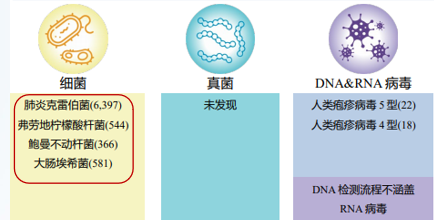 细菌
真菌
DNA&RNA 病毒
肺炎克雷伯菌(6,397)
弗劳地柠檬酸杆菌(544)
鲍曼不动杆菌(366)
大肠埃希菌(581)
未发现
人类疱疹病毒 5 型(22)
人类疱疹病毒 4 型(18)
DNA 检测流程不涵盖
RNA 病毒